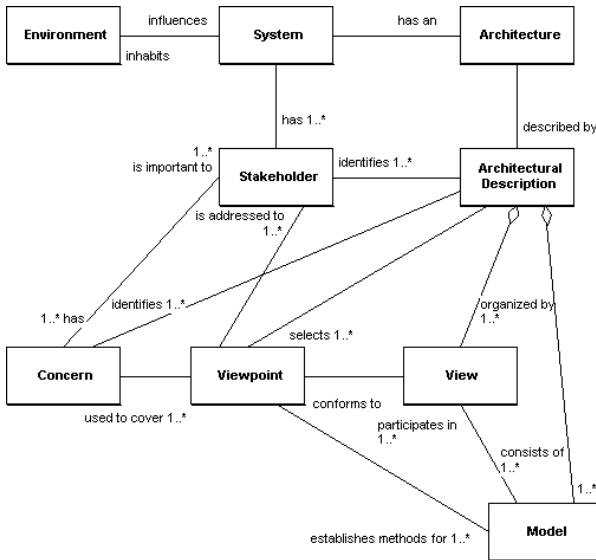 influences
has an
Environment
System
Architecture
inhabits
has 1..*
described by
1..*
is important to
identifies 1..*
Stakeholder
Architectural
Description
is addressed to
1..*
identifies 1..*
organized by
1..*
1..* has
selects 1..*
Concern
Viewpoint
View
used to cover 1..*
conforms to
participates in
1..*
consists of
1..*
1..*
establishes methods for 1..*
Model